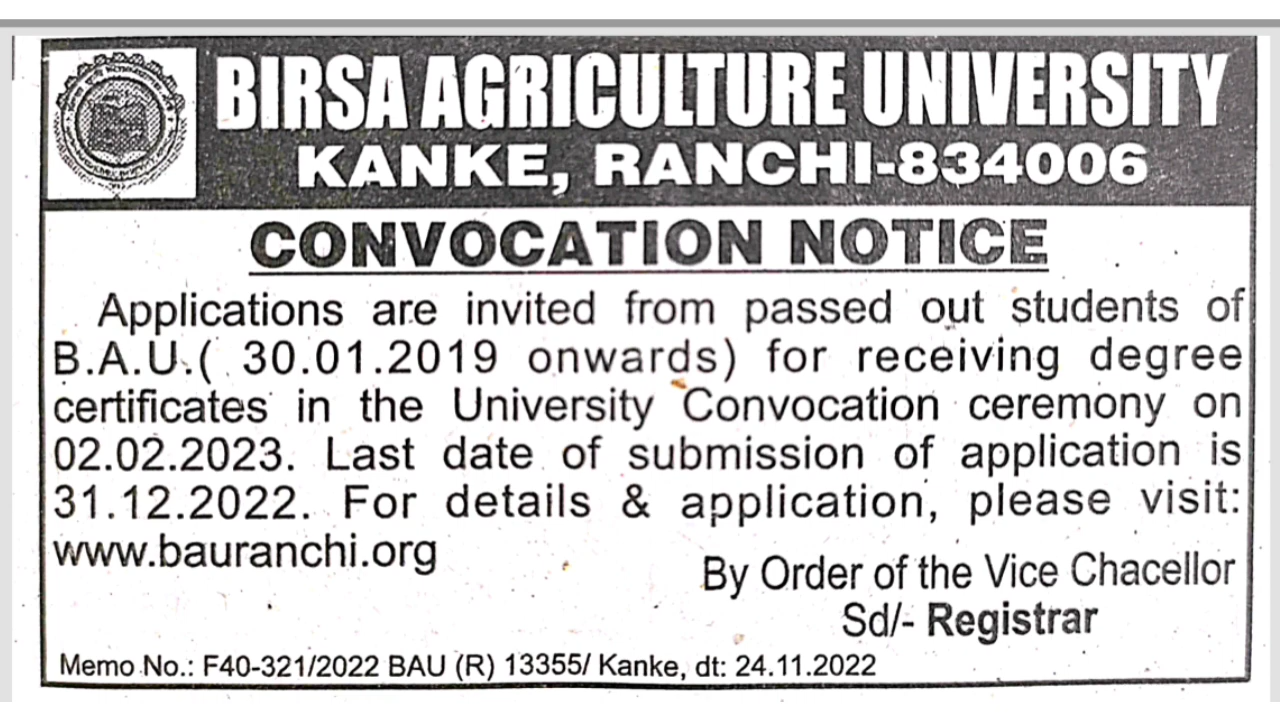 BIRSA AGRICULTURE UNIVERSITY
KANKE, RANCHI-834006
CONVOCATION NOTICE
Applications are invited from passed out students of
B.A.U.( 30.01.2019 onwards) for receiving degree
certificates in the University Convocation ceremony on
02.02.2023. Last date of submission of application is
31.12.2022. For details & application, please visit:
www.bauranchi.org
By Order of the Vice Chacellor
Sd/- Registrar
Memo No.: F40-321/2022 BAU (R) 13355/ Kanke, dt: 24.11.2022